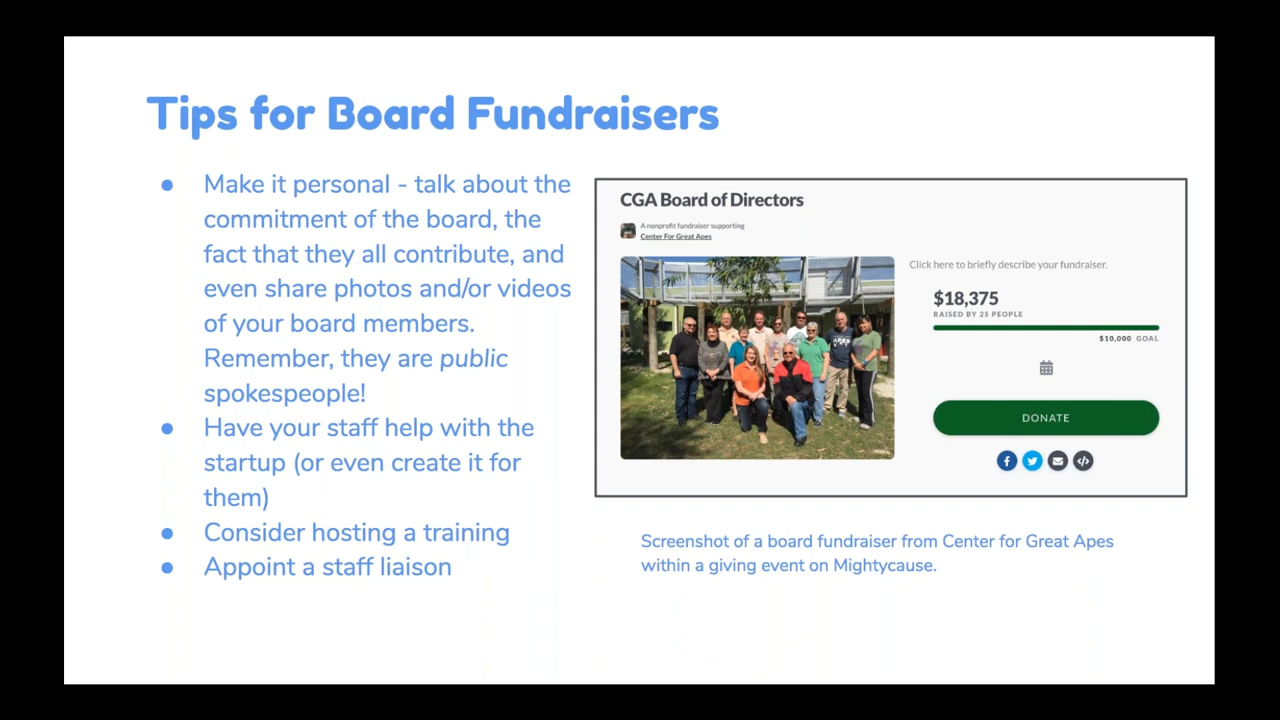 Tips for Board Fundraisers
● Make it personal - talk about the
commitment of the board, the
fact that they all contribute, and
even share photos and/or videos
of your board members.
Remember, they are public
spokespeople!
● Have your staff help with the
startup (or even create it for
them)
● Consider hosting a training
● Appoint a staff liaison
CGA Board of Directors
A nonprofit fundraiser supporting
Center For Great Apes
Click here to briefly describe your fundraiser.
$18,375
RAISED BY 25 PEOPLE
$10,000 GOAL
DONATE
Screenshot of a board fundraiser from Center for Great Apes
within a giving event on Mightycause.